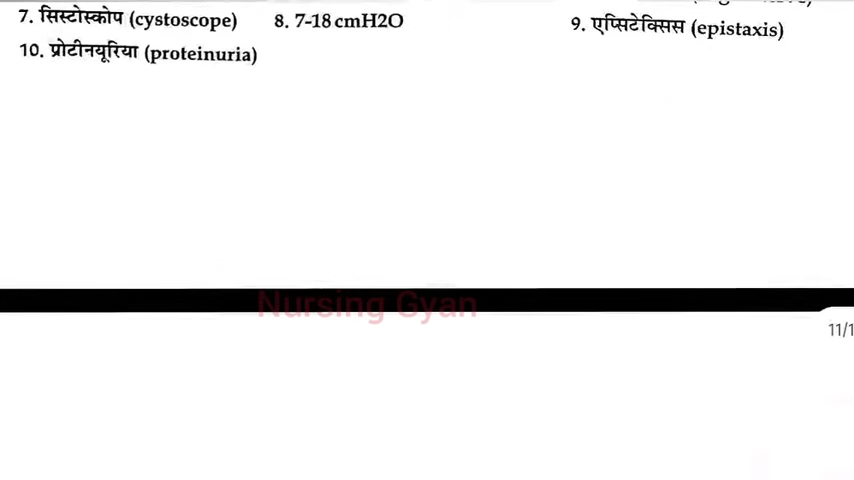 7. सिस्टोस्कोप (cystoscope) 8. 7-18 cmH2O 9. एप्सिटेक्सिस (epistaxis)
10. प्रोटीनयूरिया (proteinuria)
Nursing Gyan
11/1